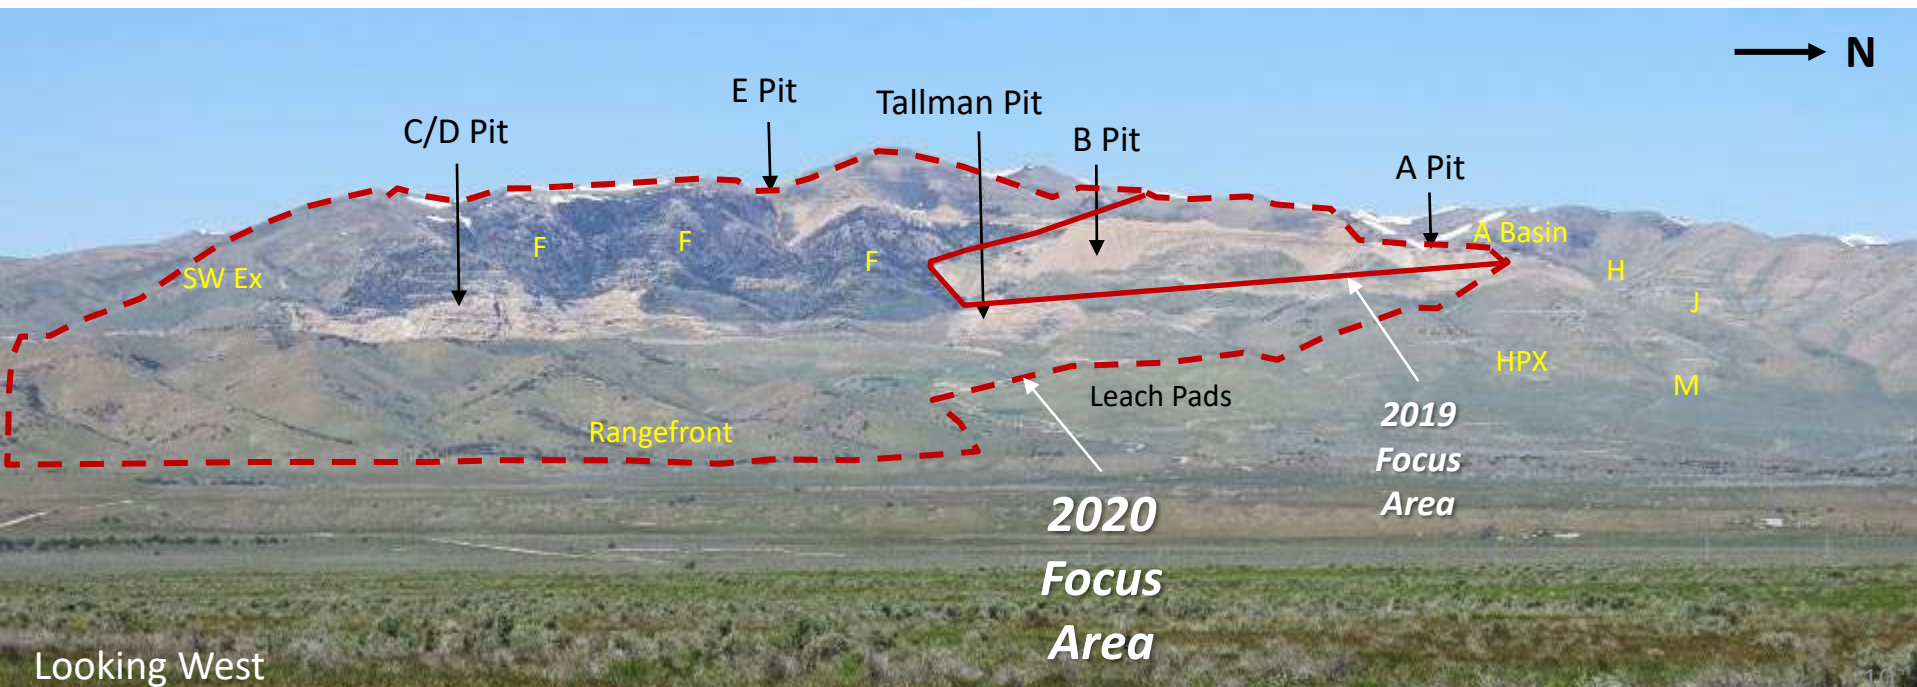 N
E Pit
Tallman Pit
C/D Pit
B Pit
A Pit
A Basin
F
F
F
SW Ex
H
J
HPX
M
Leach Pads
Rangefront
2019
Focus
Area
2020
Focus
Area
Looking West
10